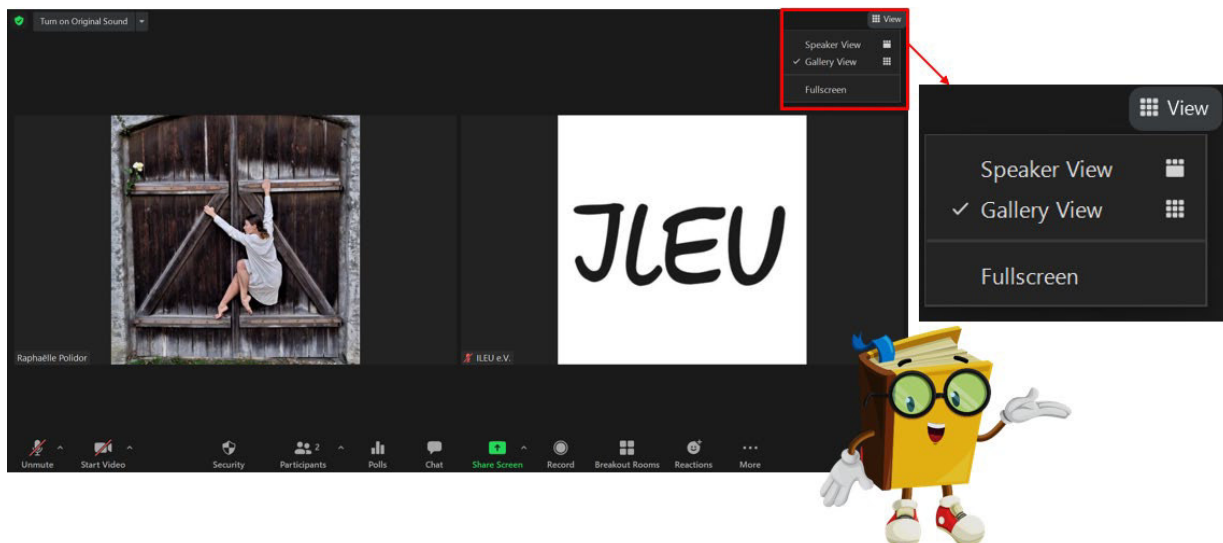 Turn on Original Sound
View
Speaker View
Gallery View
Fullscreen
View
Speaker View
Gallery View
Fullscreen
JLEU
Raphaëlle Polidor
ILEU e.V.
Unmute
Start Video
Security
Participants
2
Polls
Chat
Share Screen
Record
Breakout Rooms
Reactions
More